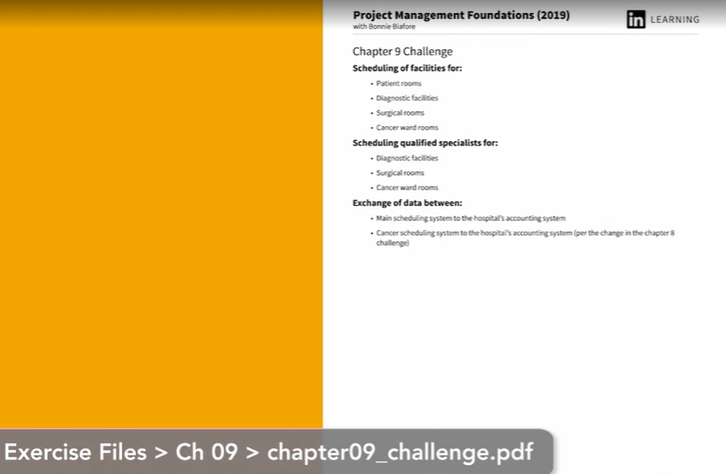 Project Management Foundations (2019)
with Bonnie Biafore
in LEARNING
Chapter 9 Challenge
Scheduling of facilities for:
• Patient rooms
• Diagnostic facilities
• Surgical rooms
• Cancer ward rooms
Scheduling qualified specialists for:
• Diagnostic facilities
• Surgical rooms
• Cancer ward rooms
Exchange of data between:
• Main scheduling system to the hospital's accounting system
• Cancer scheduling system to the hospital's accounting system (per the change in the chapter 8
challenge)
Exercise Files > Ch 09 > chapter09_challenge.pdf